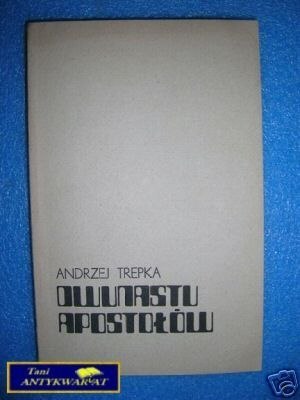 ANDRZEJ TREPKA
DWUNASTU
APOSTOŁÓW
Tani
ANTYKWARIAT